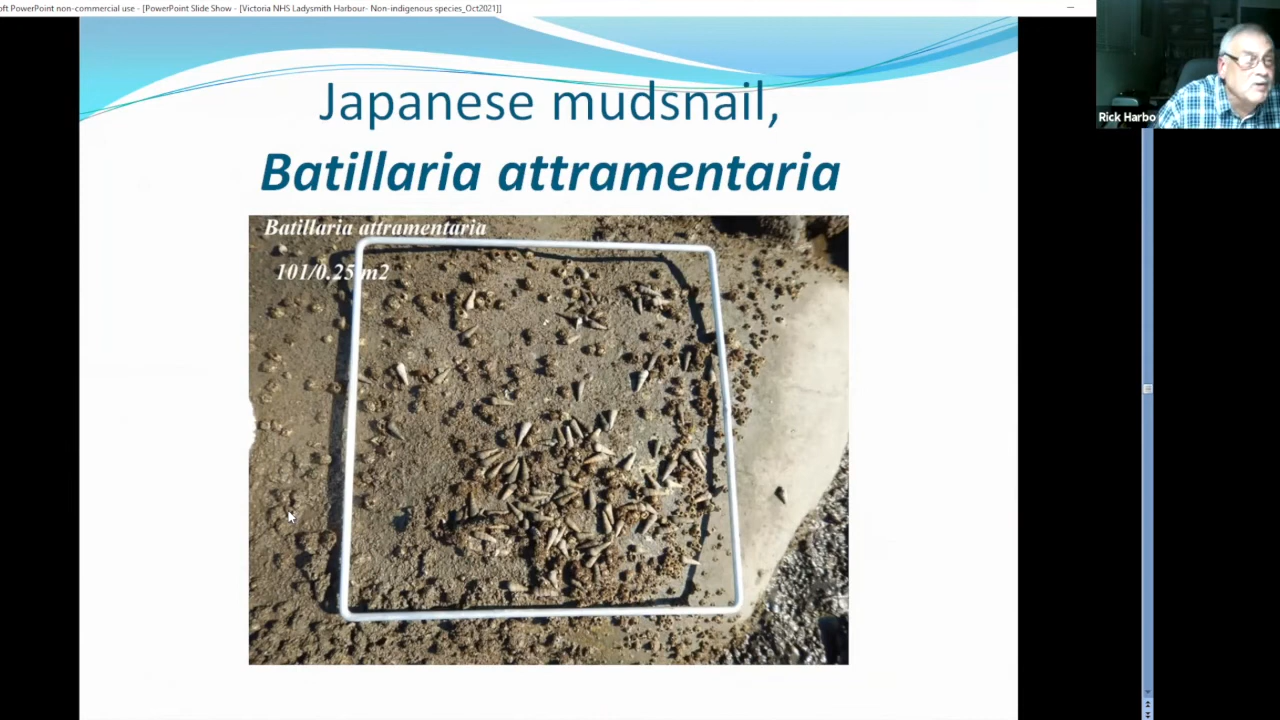 oft PowerPoint non-commercial use - [PowerPoint Slide Show - [Victoria NHS Ladysmith Harbour- Non-indigenous species_Oct2021]]
Rick Harbo
Japanese mudsnail,
Batillaria attramentaria
Batillaria attramentaria
101/0.25 m2